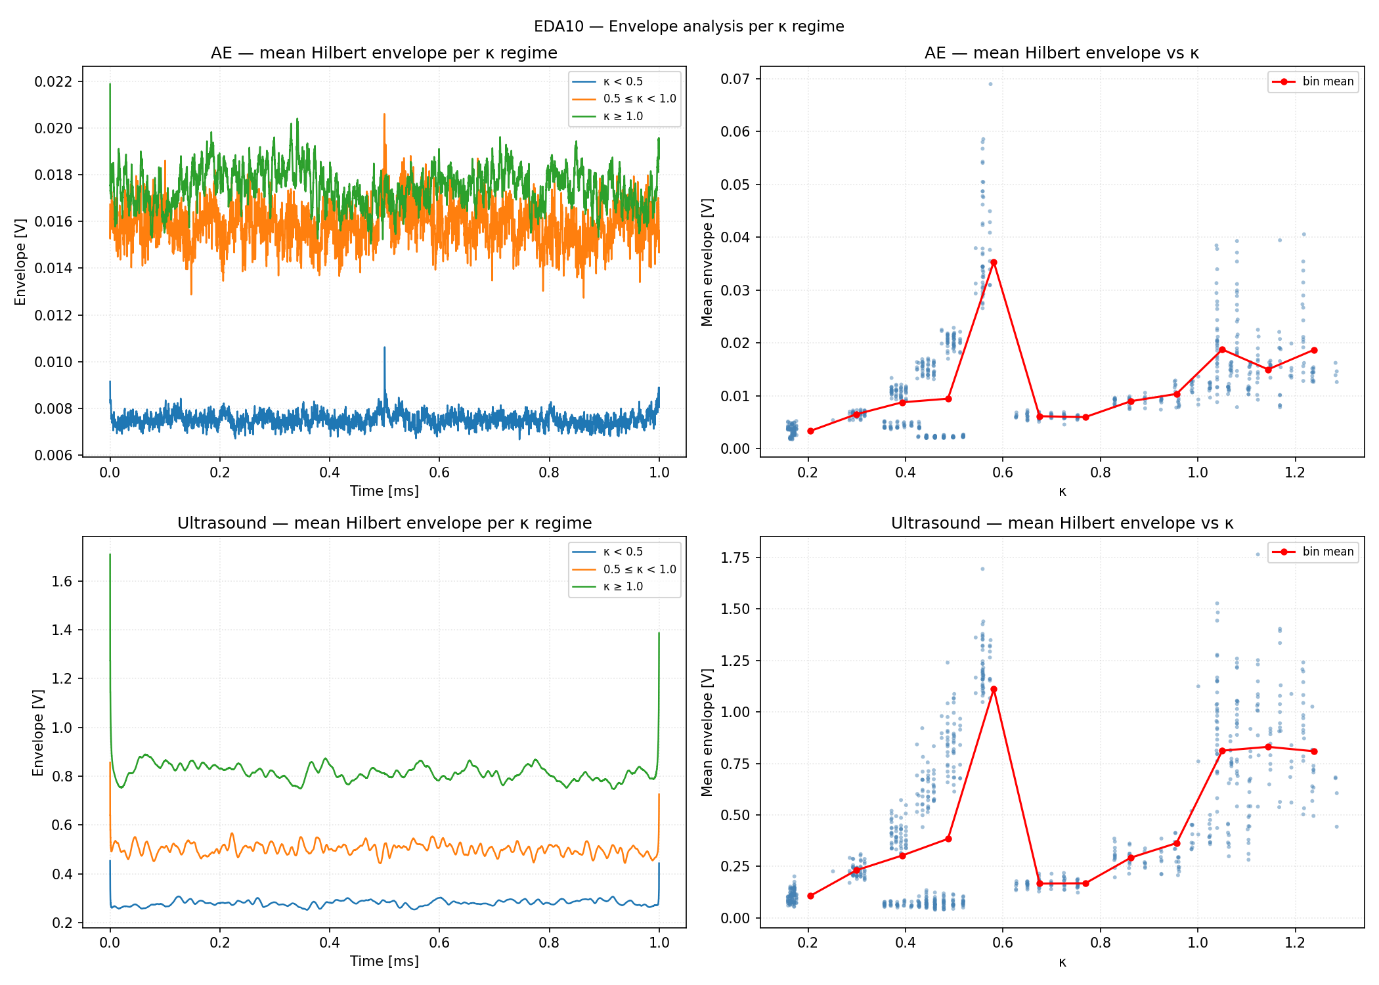 EDA10 — Envelope analysis per κ regime
AE — mean Hilbert envelope per κ regime
Envelope [V]
0.022
0.020
0.018
0.016
0.014
0.012
0.010
0.008
0.006
κ < 0.5
0.5 ≤ κ < 1.0
κ ≥ 1.0
0.0
0.2
0.4
0.6
0.8
1.0
Time [ms]
AE — mean Hilbert envelope vs κ
Mean envelope [V]
0.07
0.06
0.05
0.04
0.03
0.02
0.01
0.00
bin mean
0.2
0.4
0.6
0.8
1.0
1.2
κ
Ultrasound — mean Hilbert envelope per κ regime
Envelope [V]
1.6
1.4
1.2
1.0
0.8
0.6
0.4
0.2
κ < 0.5
0.5 ≤ κ < 1.0
κ ≥ 1.0
0.0
0.2
0.4
0.6
0.8
1.0
Time [ms]
Ultrasound — mean Hilbert envelope vs κ
Mean envelope [V]
1.75
1.50
1.25
1.00
0.75
0.50
0.25
0.00
bin mean
0.2
0.4
0.6
0.8
1.0
1.2
κ